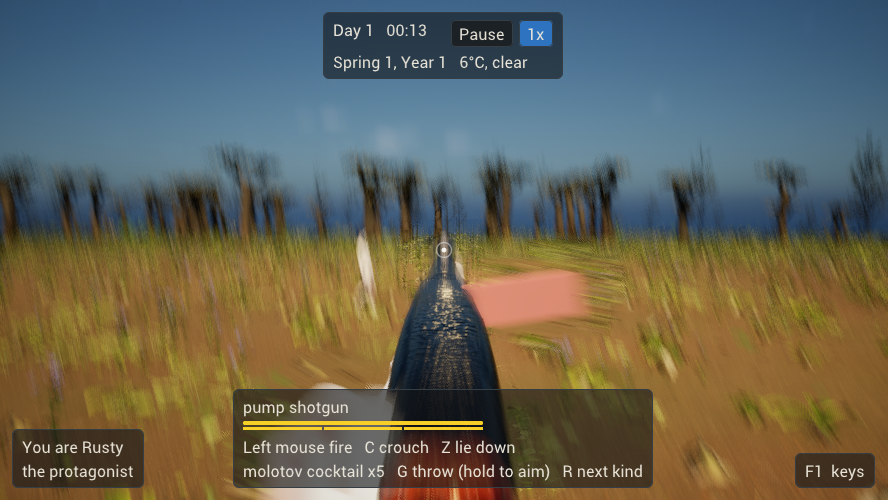 Day 1 00:13 Pause 1x
Spring 1, Year 1 6°C, clear
pump shotgun
Left mouse fire C crouch Z lie down
molotov cocktail x5 G throw (hold to aim) R next kind
You are Rusty
the protagonist
F1 keys